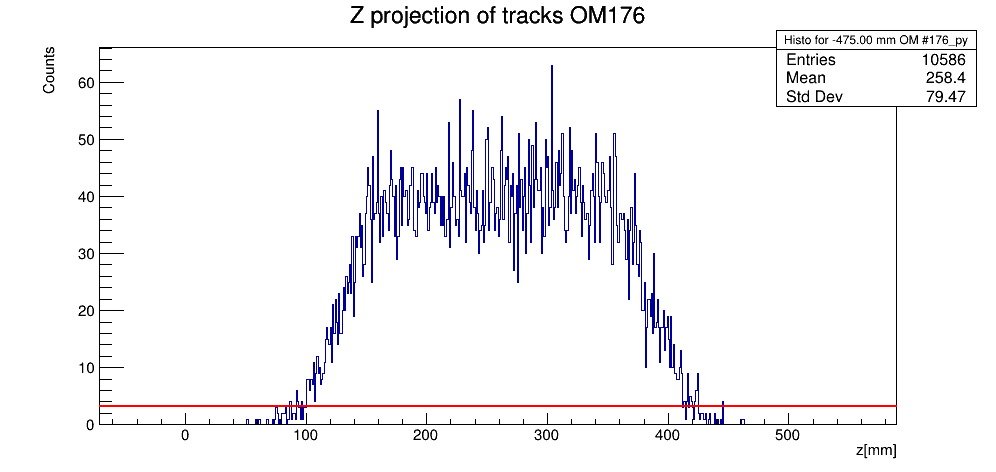 Z projection of tracks OM176
Histo for -475.00 mm OM #176_py
Entries 10586
Mean 258.4
Std Dev 79.47
Counts
60
50
40
30
20
10
0
0 100 200 300 400 500
z[mm]